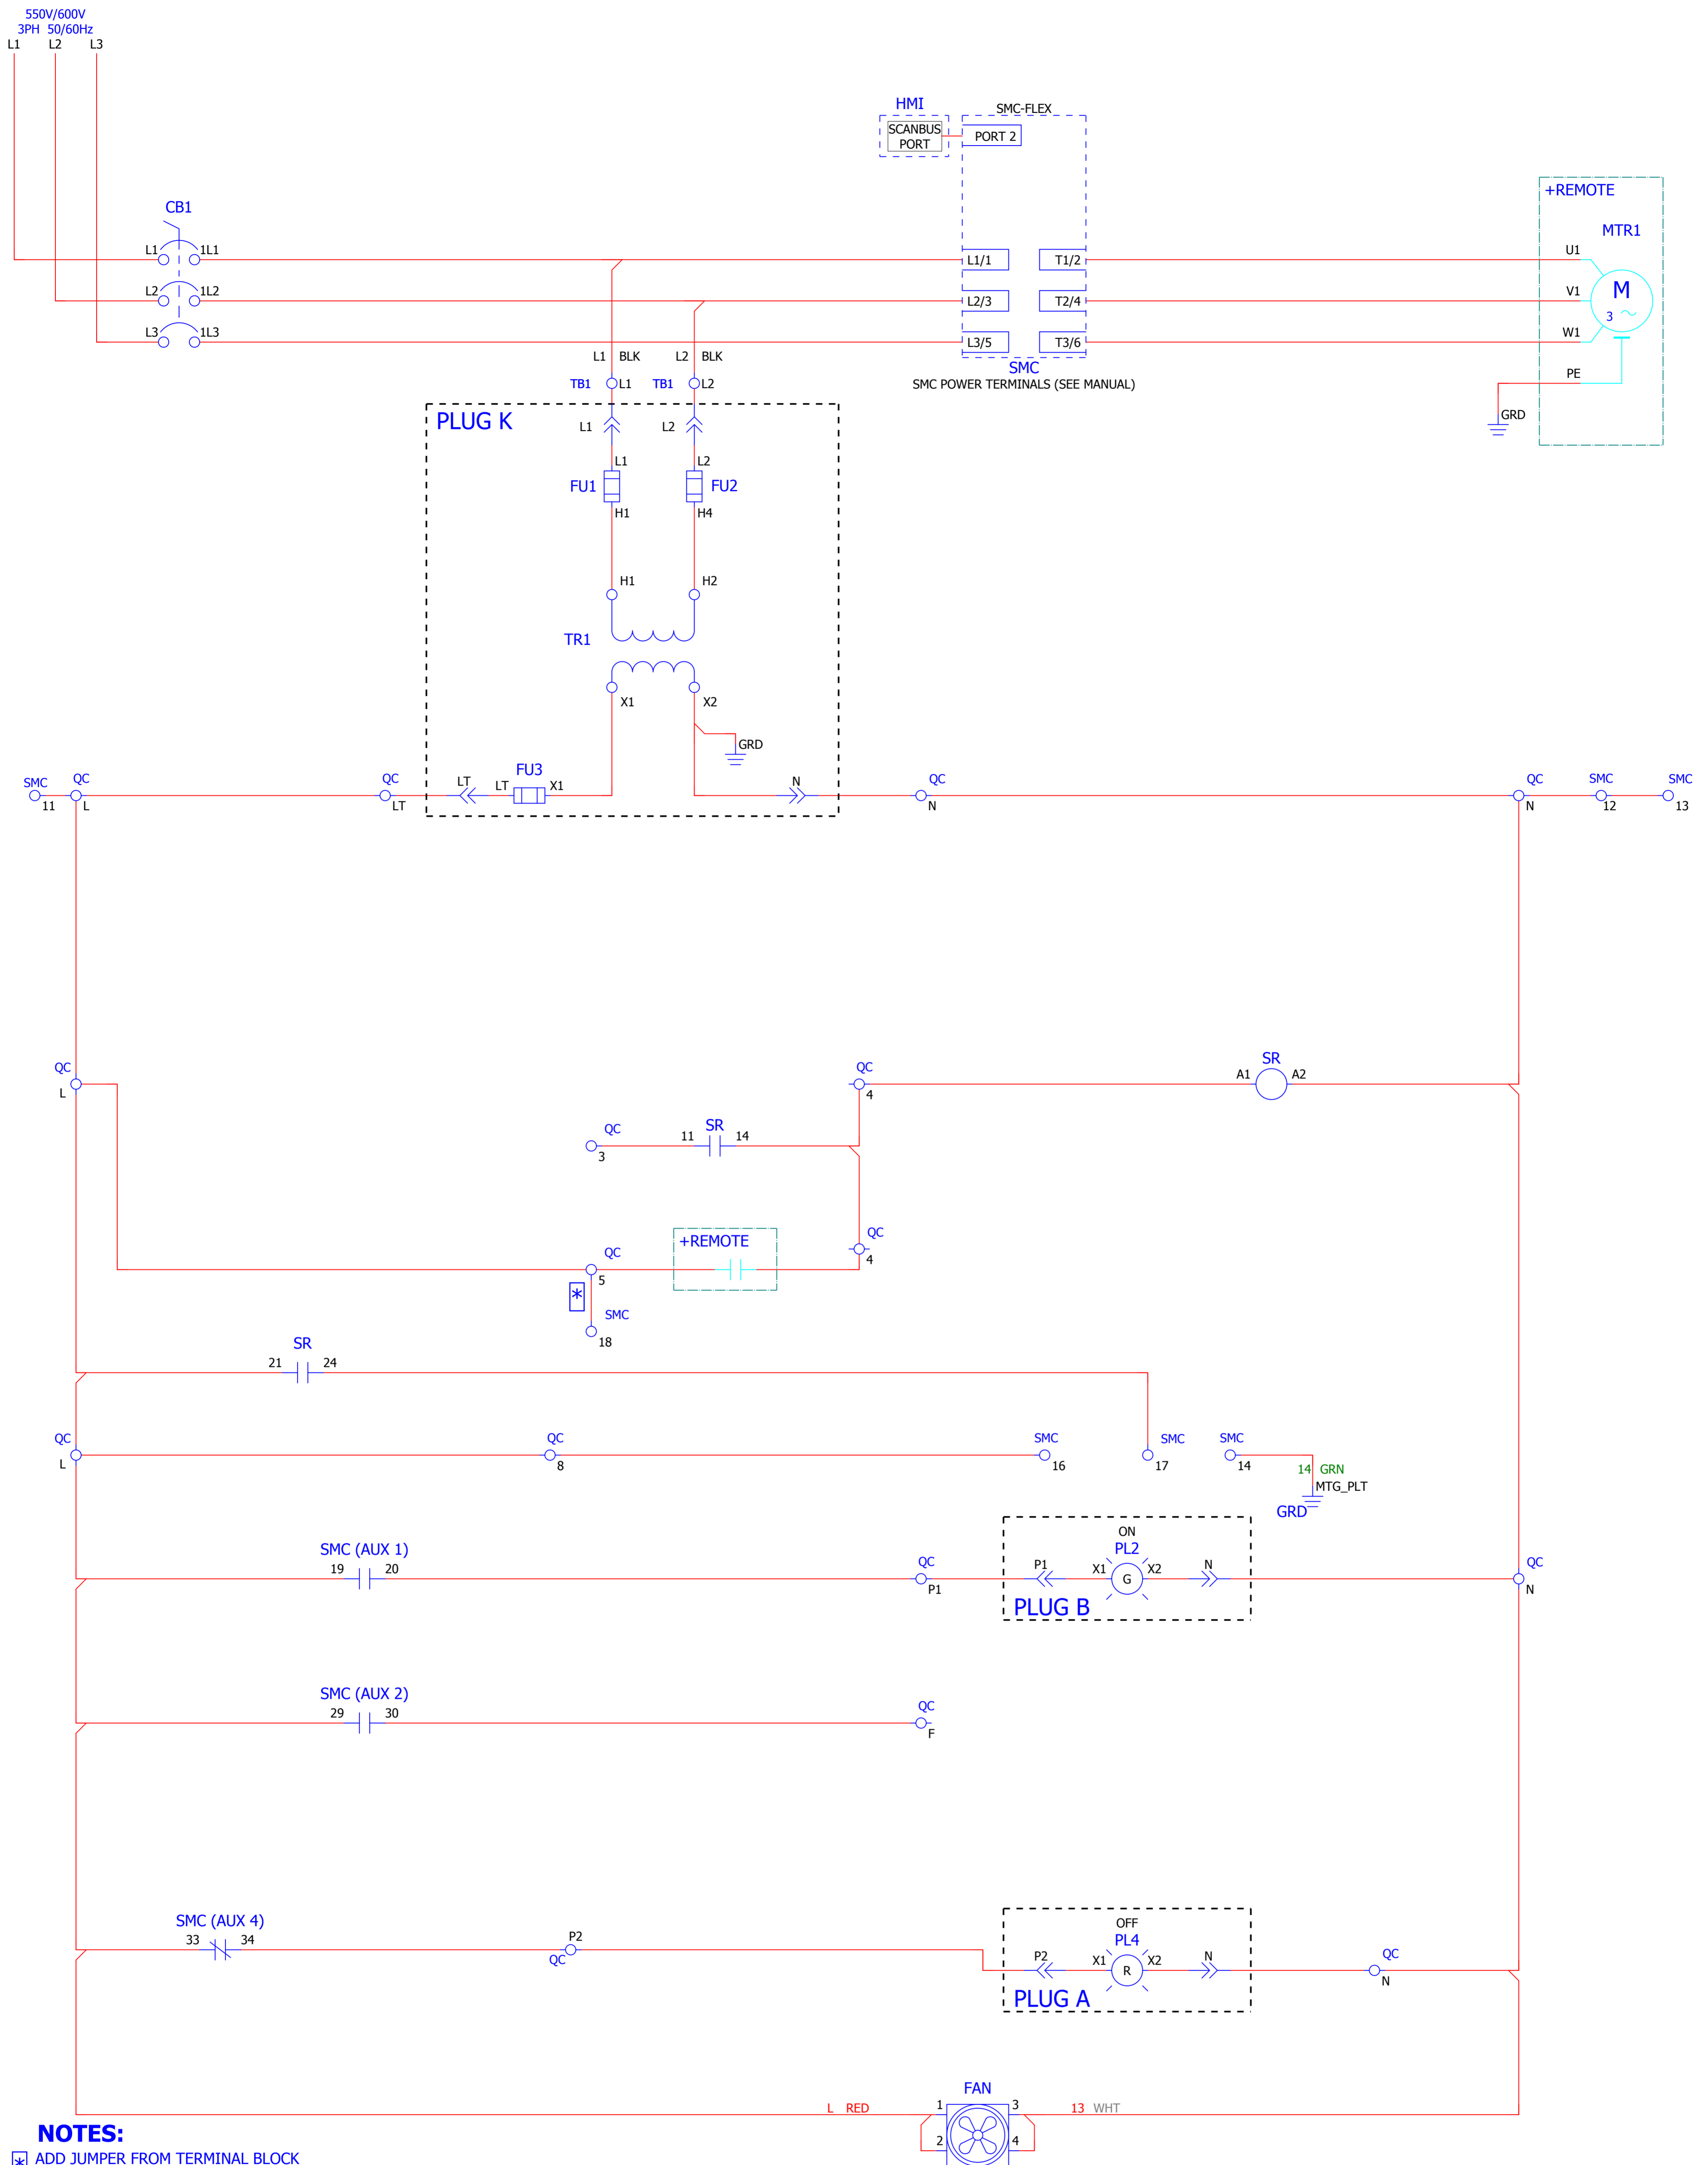 550V/600V
3PH 50/60Hz
L1 L2 L3
HMI
SMC-FLEX
SCANBUS
PORT
PORT 2
+REMOTE
CB1
MTR1
L1 1L1
L1/1 T1/2
U1
L2 1L2
L2/3 T2/4
V1
M
3
L3 1L3
L3/5 T3/6
W1
L1 BLK L2 BLK
SMC
SMC POWER TERMINALS (SEE MANUAL)
PE
TB1 L1 TB1 L2
GRD
PLUG K
L1 L2
L1 L2
FU1 FU2
H1 H4
H1 H2
TR1
X1 X2
GRD
SMC QC QC LT LT FU3 X1 N QC QC SMC SMC
11 L LT N N 12 13
QC QC SR
L 4 A1 A2
QC 11 SR 14
3
+REMOTE
QC
4
QC
5
*
SMC
18
SR
21 24
QC QC SMC SMC SMC
L 8 16 17 14
14 GRN
MTG_PLT
GRD
SMC (AUX 1)
19 20
QC
P1
ON
PL2
P1 X1 G X2 N
PLUG B
QC
N
SMC (AUX 2)
29 30
QC
F
SMC (AUX 4)
33 34
P2
QC
OFF
PL4
P2 X1 R X2 N
PLUG A
QC
N
FAN
L RED 1 3 13 WHT
2 4
NOTES:
* ADD JUMPER FROM TERMINAL BLOCK